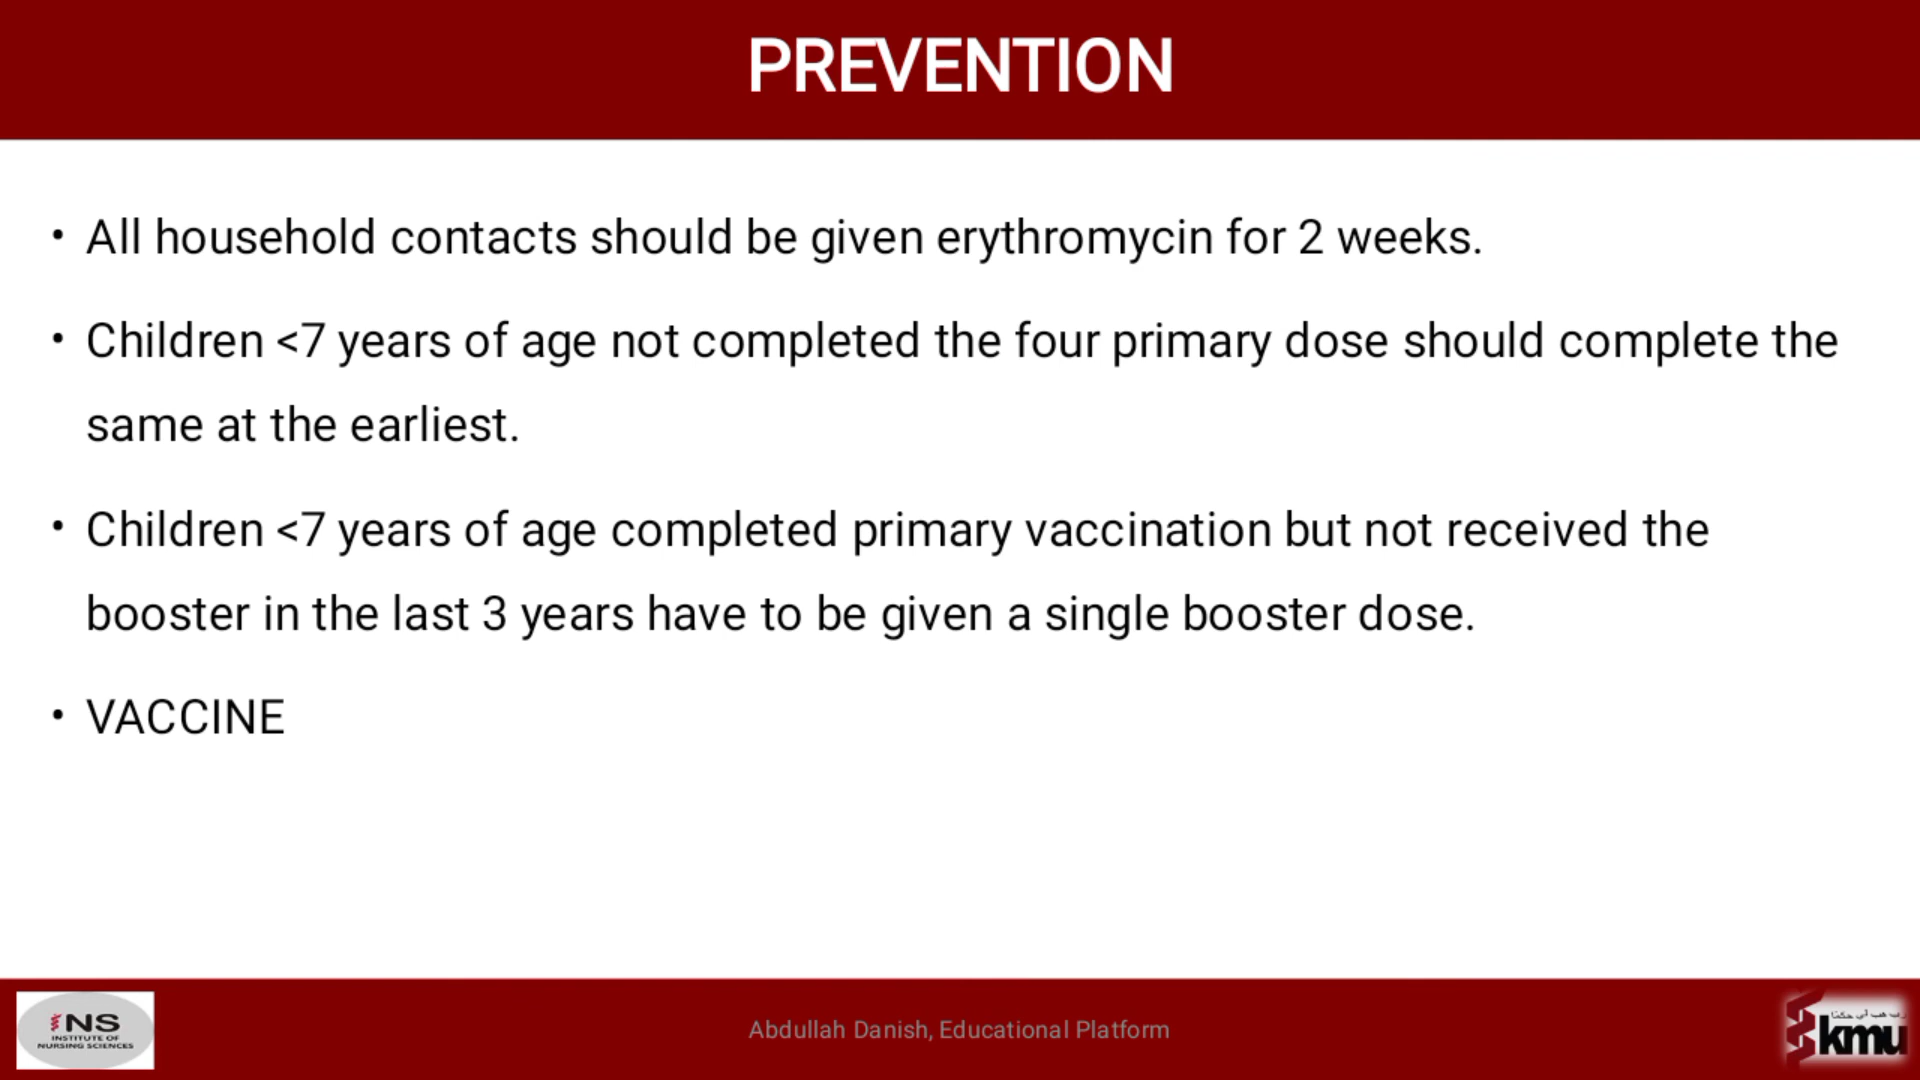 PREVENTION
• All household contacts should be given erythromycin for 2 weeks.
• Children <7 years of age not completed the four primary dose should complete the
same at the earliest.
• Children <7 years of age completed primary vaccination but not received the
booster in the last 3 years have to be given a single booster dose.
• VACCINE
iNS
INSTITUTE OF
NURSING SCIENCES
Abdullah Danish, Educational Platform
kmu